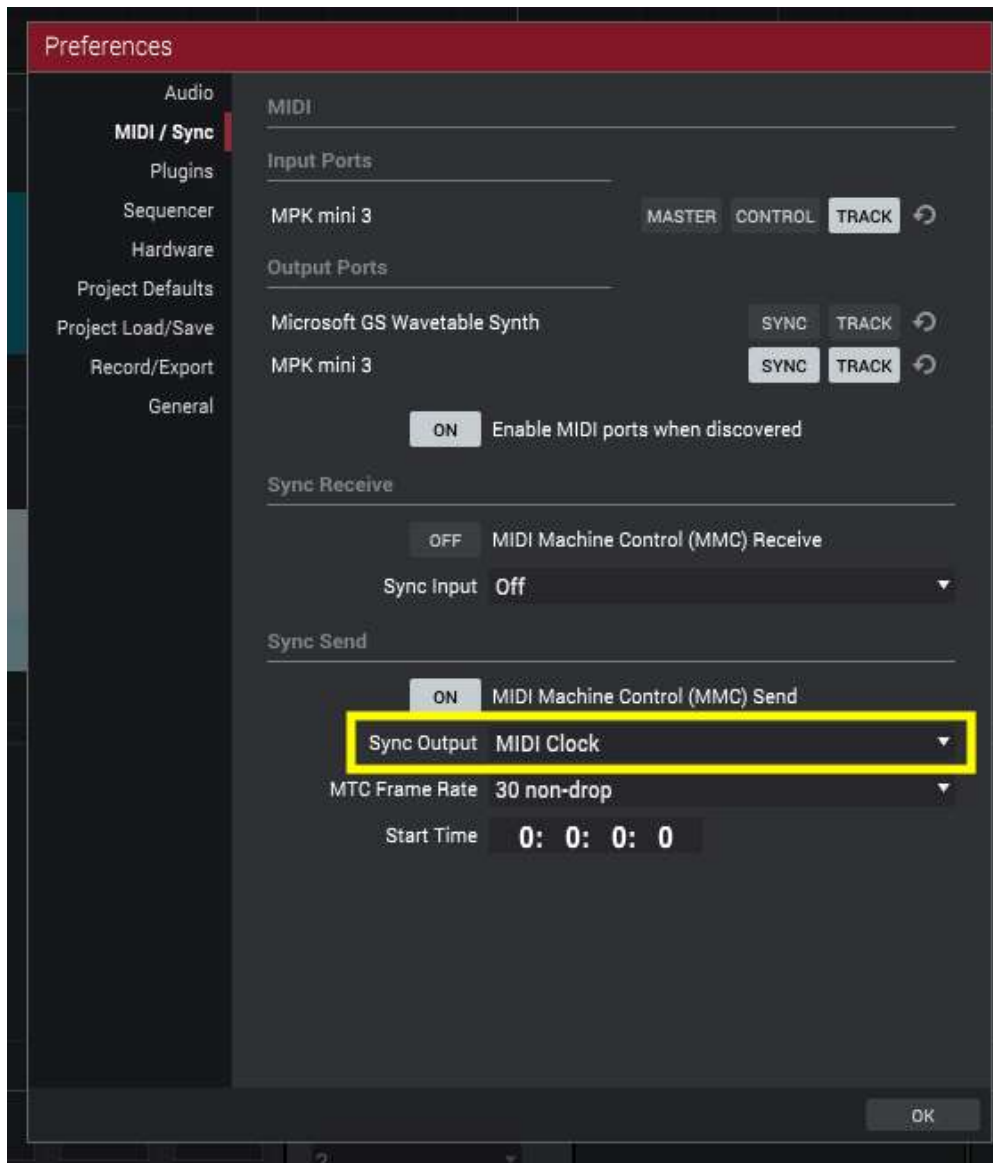 Preferences
Audio
MIDI / Sync
Plugins
Sequencer
Hardware
Project Defaults
Project Load/Save
Record/Export
General
MIDI
Input Ports
MPK mini 3 MASTER CONTROL TRACK
Output Ports
Microsoft GS Wavetable Synth SYNC TRACK
MPK mini 3 SYNC TRACK
ON Enable MIDI ports when discovered
Sync Receive
OFF MIDI Machine Control (MMC) Receive
Sync Input Off
Sync Send
ON MIDI Machine Control (MMC) Send
Sync Output MIDI Clock
MTC Frame Rate 30 non-drop
Start Time 0: 0: 0: 0
OK